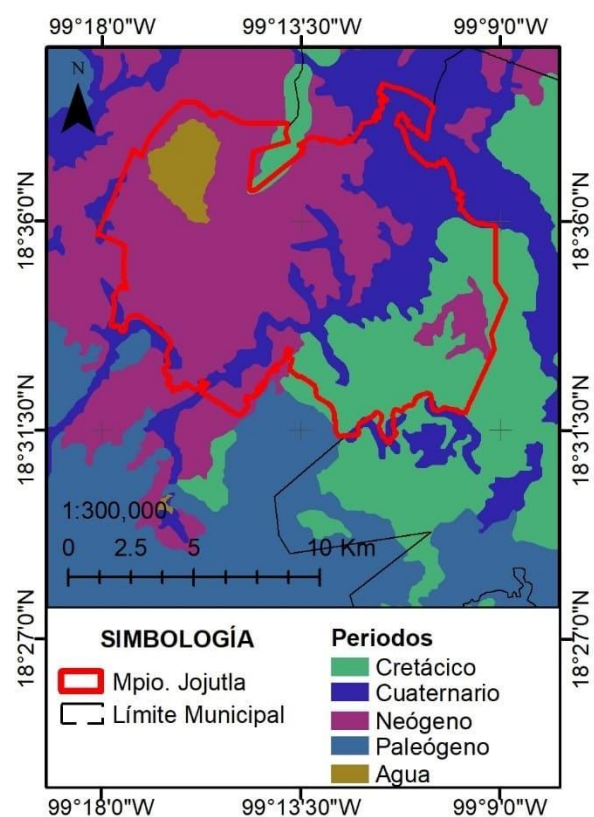 99°18'0"W 99°13'30"W 99°9'0"W
N
18°36'0"N 18°36'0"N
18°31'30"N 18°31'30"N
1:300,000
0 2.5 5 10 Km
18°27'0"N 18°27'0"N
SIMBOLOGÍA
Mpio. Jojutla
Límite Municipal
Periodos
Cretácico
Cuaternario
Neógeno
Paleógeno
Agua
99°18'0"W 99°13'30"W 99°9'0"W